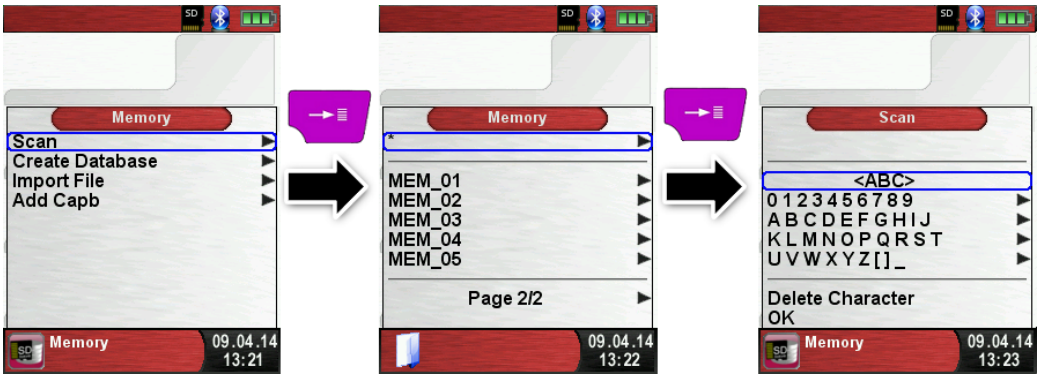 SD
Memory
Scan
Create Database
Import File
Add Capb
SD
Memory
09.04.14
13:21
SD
Memory
*
MEM_01
MEM_02
MEM_03
MEM_04
MEM_05
Page 2/2
09.04.14
13:22
SD
Scan
<ABC>
0 1 2 3 4 5 6 7 8 9
A B C D E F G H I J
K L M N O P Q R S T
U V W X Y Z [ ] _
Delete Character
OK
SD
Memory
09.04.14
13:23